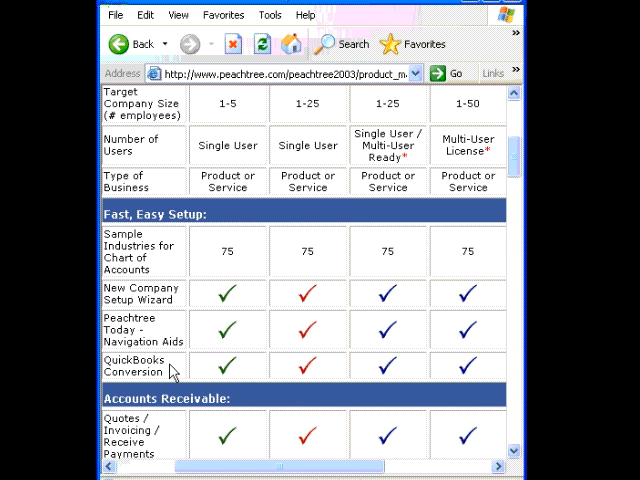 File Edit View Favorites Tools Help
Back Search Favorites
Address http://www.peachtree.com/peachtree2003/product_m Go Links
Target
Company Size
(# employees)
1-5 1-25 1-25 1-50
Number of
Users
Single User
Single User
Single User /
Multi-User
Ready*
Multi-User
License*
Type of
Business
Product or
Service
Product or
Service
Product or
Service
Product or
Service
Fast, Easy Setup:
Sample
Industries for
Chart of
Accounts
75 75 75 75
New Company
Setup Wizard
Peachtree
Today -
Navigation Aids
QuickBooks
Conversion
Accounts Receivable:
Quotes /
Invoicing /
Receive
Payments